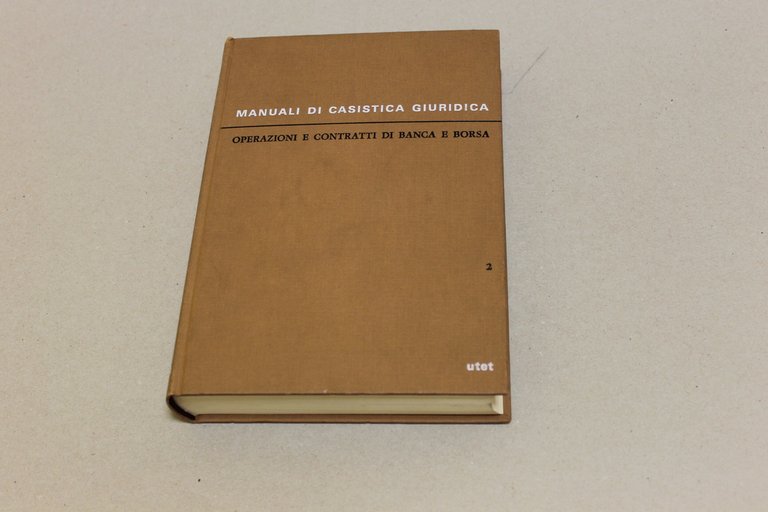 MANUALI DI CASISTICA GIURIDICA
OPERAZIONI E CONTRATTI DI BANCA E BORSA
2
utet